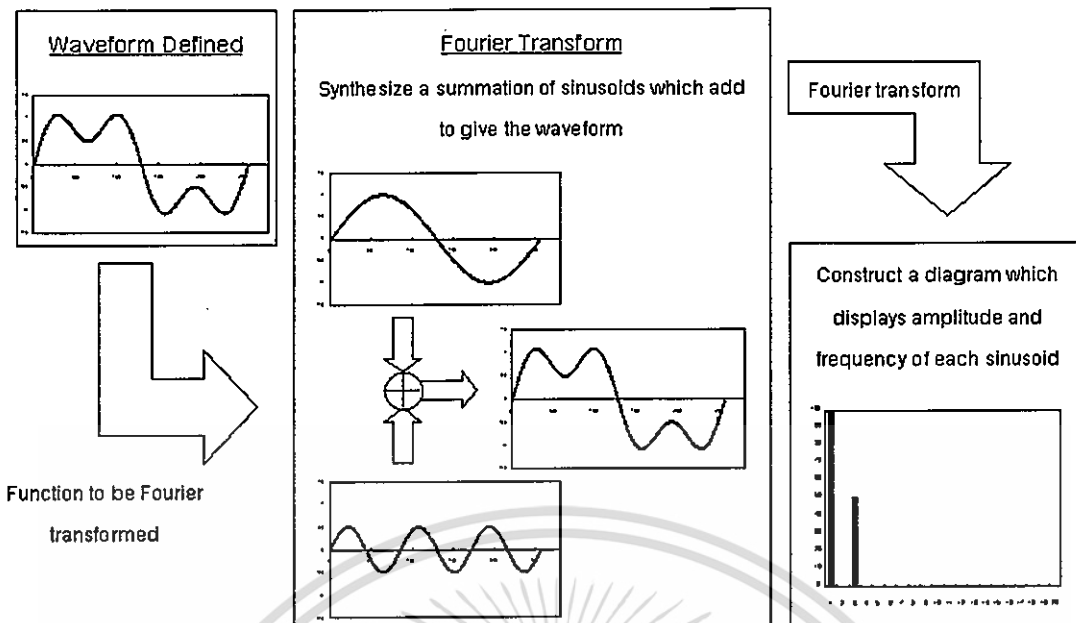 Waveform Defined
Fourier Transform
Synthesize a summation of sinusoids which add
to give the waveform
Fourier transform
Construct a diagram which
displays amplitude and
frequency of each sinusoid
Function to be Fourier
transformed